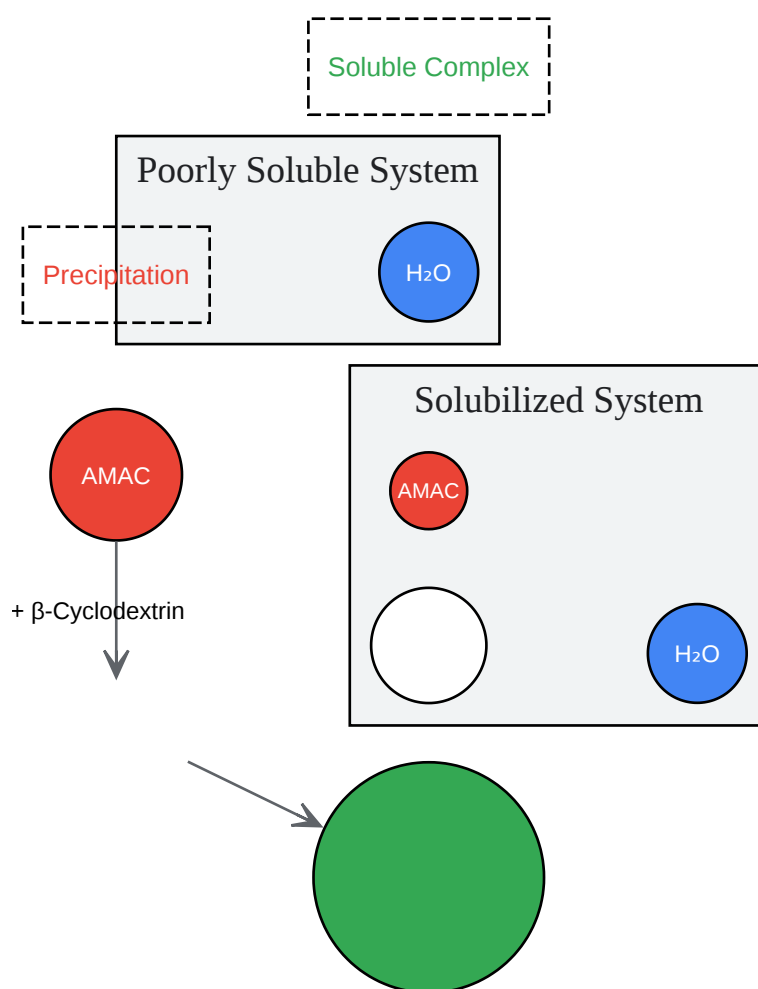 Soluble Complex
Poorly Soluble System
H₂O
Precipitation
Solubilized System
AMAC
AMAC
+ β-Cyclodextrin
H₂O